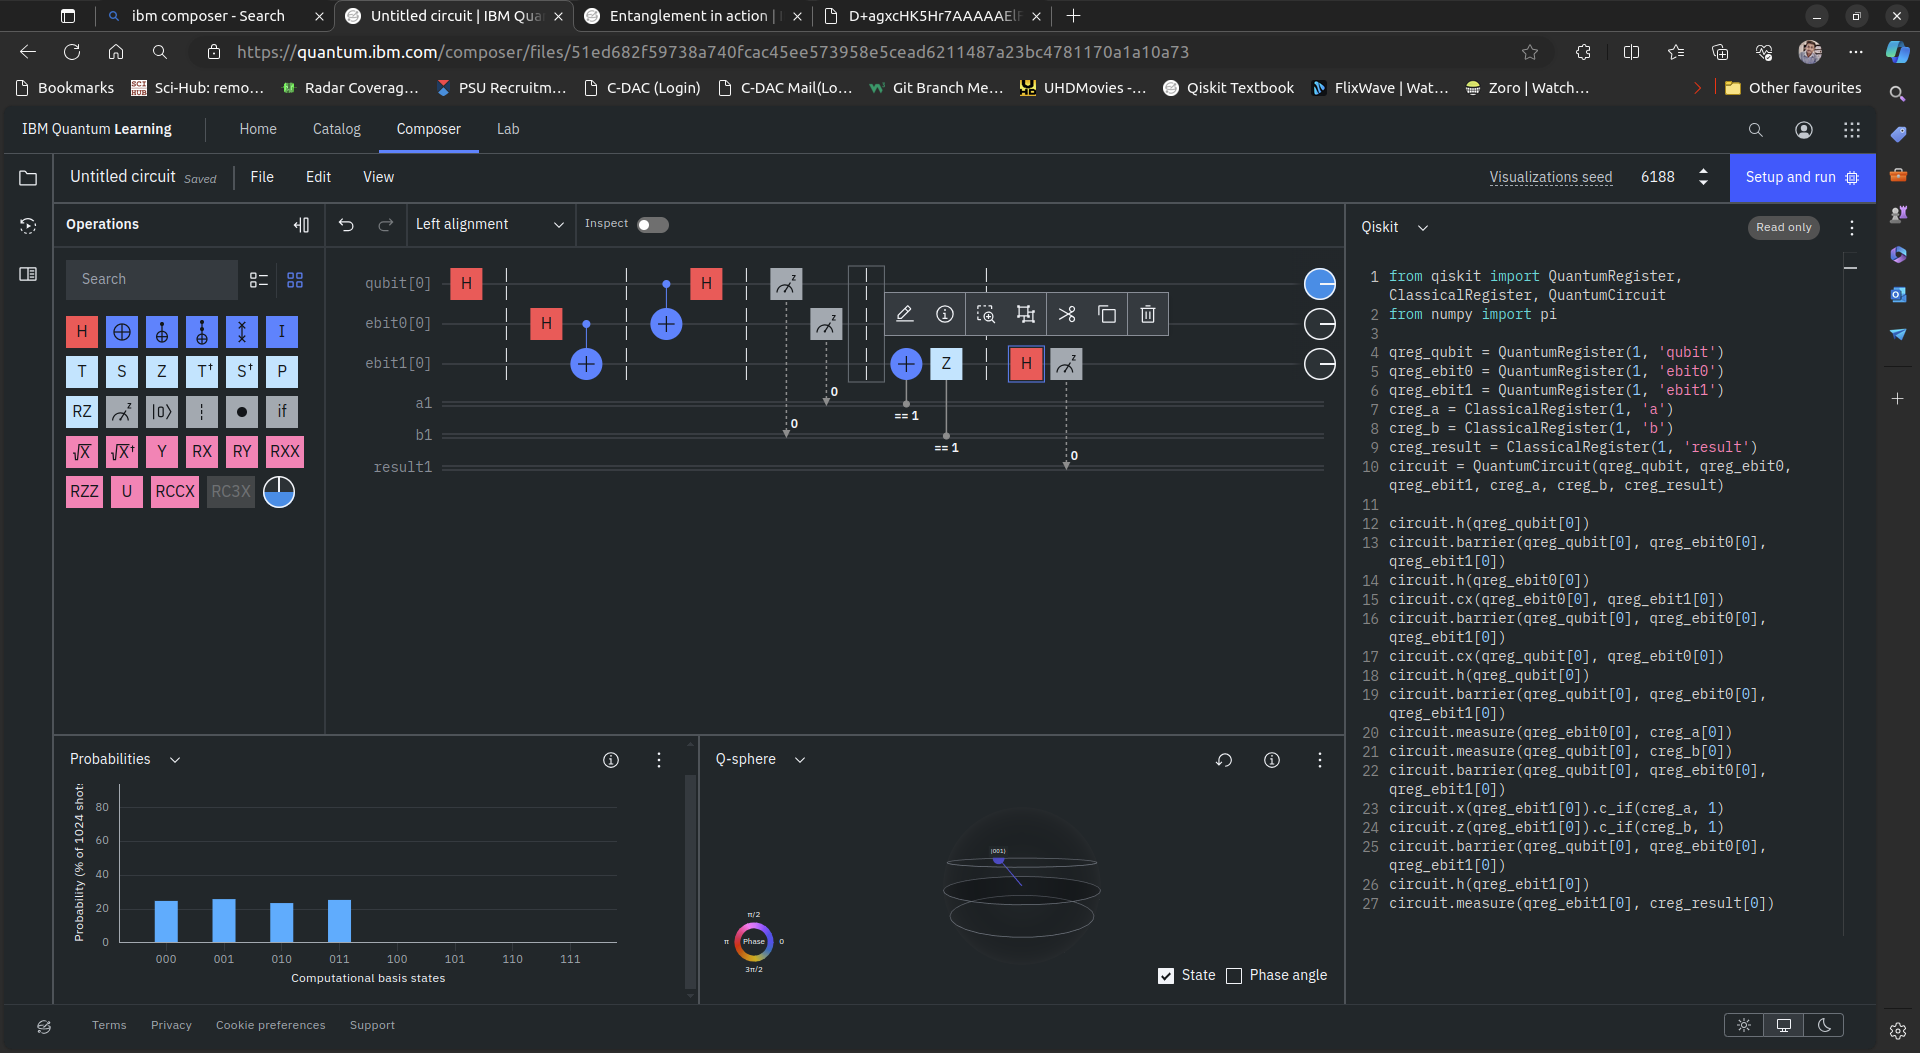 ibm composer - Search
Untitled circuit | IBM Qua
Entanglement in action |
D+agxcHK5Hr7AAAAAElF
https://quantum.ibm.com/composer/files/51ed682f59738a740fcac45ee573958e5cead6211487a23bc4781170a1a10a73
Bookmarks
Sci-Hub: remo...
Radar Coverag...
PSU Recruitm...
C-DAC (Login)
C-DAC Mail(Lo...
Git Branch Me...
UHDMovies -...
Qiskit Textbook
FlixWave | Wat...
Zoro | Watch...
Other favourites
IBM Quantum Learning
Home
Catalog
Composer
Lab
Untitled circuit Saved
File
Edit
View
Visualizations seed
6188
Setup and run
Operations
Left alignment
Inspect
Search
H I
T S Z T† S† P
RZ z |0⟩ if
√X √X† Y RX RY RXX
RZZ U RCCX RC3X
qubit[0] H H z
ebit0[0] H z
ebit1[0] Z H z
a1 0 == 1
b1 0 == 1
result1 0
Qiskit
Read only
1 from qiskit import QuantumRegister,
ClassicalRegister, QuantumCircuit
2 from numpy import pi
3
4 qreg_qubit = QuantumRegister(1, 'qubit')
5 qreg_ebit0 = QuantumRegister(1, 'ebit0')
6 qreg_ebit1 = QuantumRegister(1, 'ebit1')
7 creg_a = ClassicalRegister(1, 'a')
8 creg_b = ClassicalRegister(1, 'b')
9 creg_result = ClassicalRegister(1, 'result')
10 circuit = QuantumCircuit(qreg_qubit, qreg_ebit0,
qreg_ebit1, creg_a, creg_b, creg_result)
11
12 circuit.h(qreg_qubit[0])
13 circuit.barrier(qreg_qubit[0], qreg_ebit0[0],
qreg_ebit1[0])
14 circuit.h(qreg_ebit0[0])
15 circuit.cx(qreg_ebit0[0], qreg_ebit1[0])
16 circuit.barrier(qreg_qubit[0], qreg_ebit0[0],
qreg_ebit1[0])
17 circuit.cx(qreg_qubit[0], qreg_ebit0[0])
18 circuit.h(qreg_qubit[0])
19 circuit.barrier(qreg_qubit[0], qreg_ebit0[0],
qreg_ebit1[0])
20 circuit.measure(qreg_ebit0[0], creg_a[0])
21 circuit.measure(qreg_qubit[0], creg_b[0])
22 circuit.barrier(qreg_qubit[0], qreg_ebit0[0],
qreg_ebit1[0])
23 circuit.x(qreg_ebit1[0]).c_if(creg_a, 1)
24 circuit.z(qreg_ebit1[0]).c_if(creg_b, 1)
25 circuit.barrier(qreg_qubit[0], qreg_ebit0[0],
qreg_ebit1[0])
26 circuit.h(qreg_ebit1[0])
27 circuit.measure(qreg_ebit1[0], creg_result[0])
Probabilities
Probability (% of 1024 shots
80
60
40
20
0
000 001 010 011 100 101 110 111
Computational basis states
Q-sphere
|001⟩
π/2
π Phase 0
3π/2
State
Phase angle
Terms
Privacy
Cookie preferences
Support